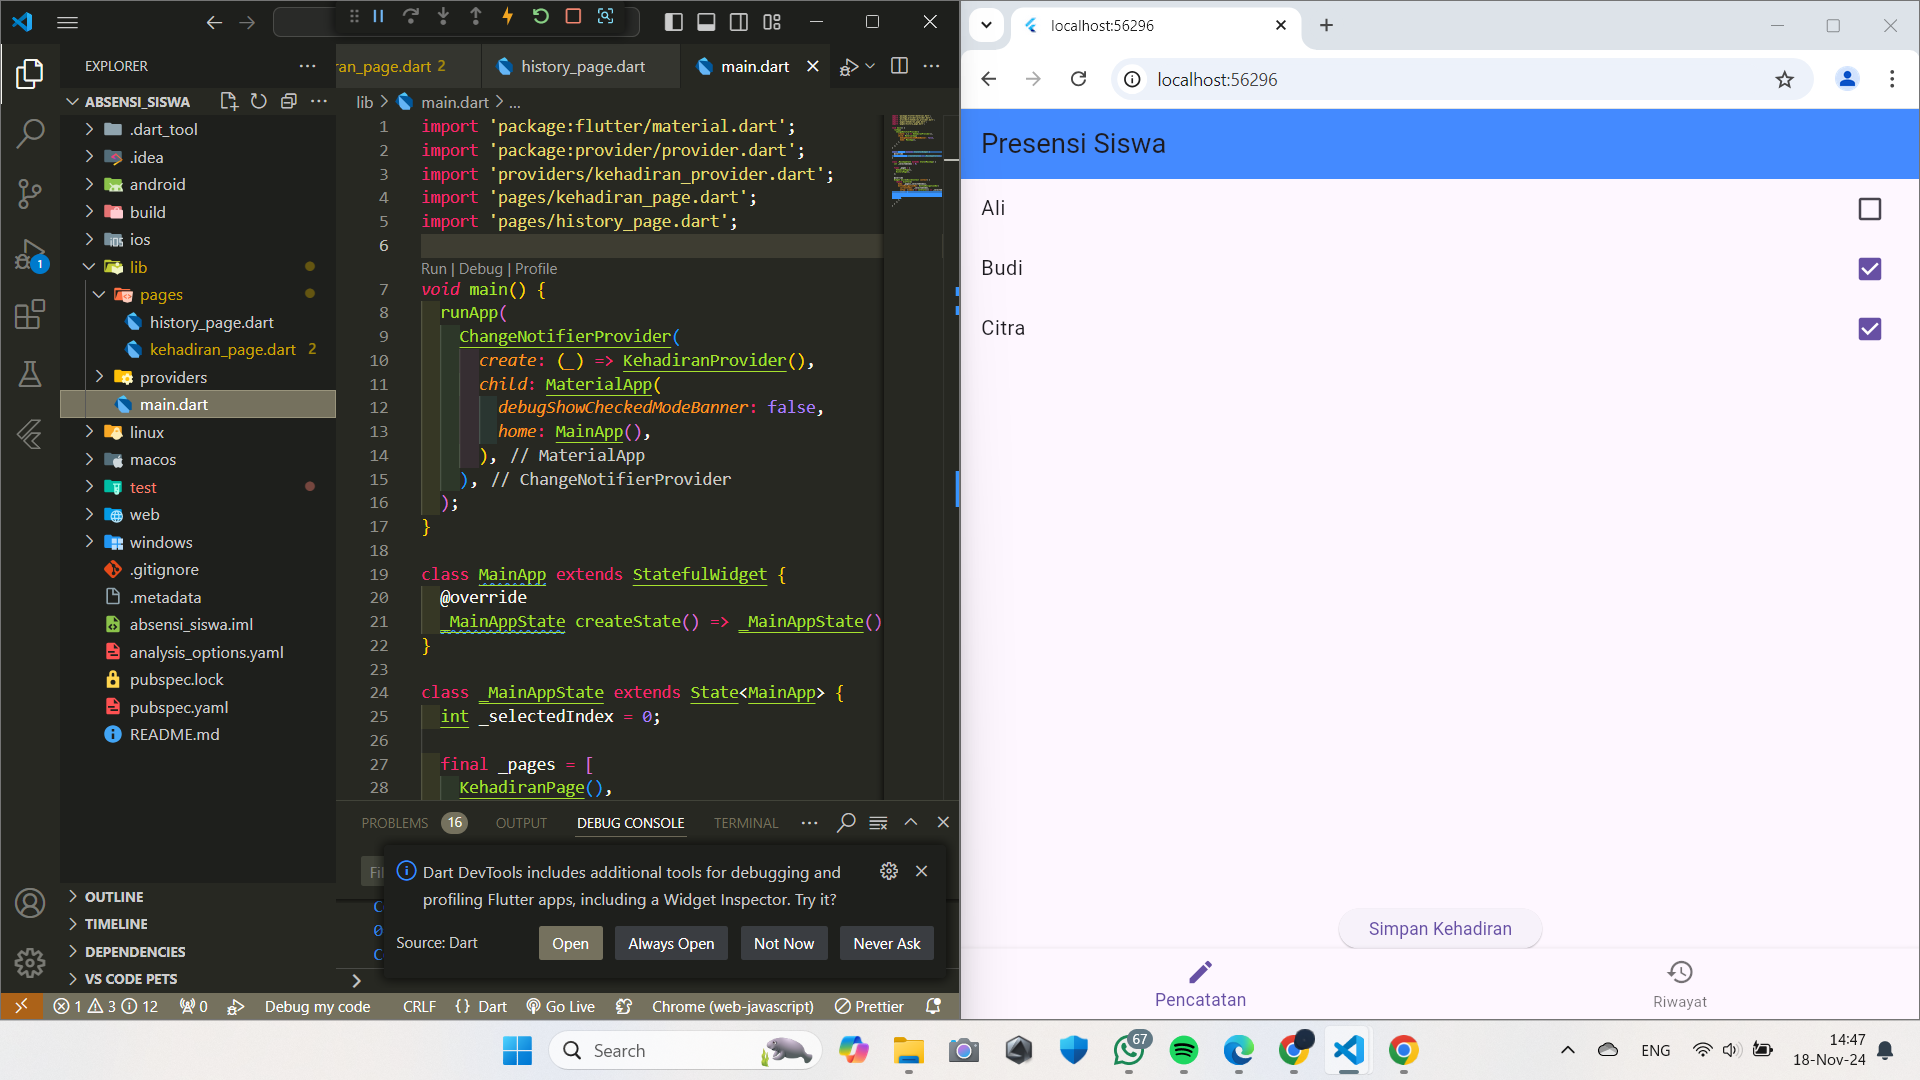 EXPLORER
ABSENSI_SISWA
.dart_tool
.idea
android
build
ios
lib
pages
history_page.dart
kehadiran_page.dart 2
providers
main.dart
linux
macos
test
web
windows
.gitignore
.metadata
absensi_siswa.iml
analysis_options.yaml
pubspec.lock
pubspec.yaml
README.md
OUTLINE
TIMELINE
DEPENDENCIES
VS CODE PETS
1
ran_page.dart 2
history_page.dart
main.dart
lib > main.dart > ...
1 import 'package:flutter/material.dart';
2 import 'package:provider/provider.dart';
3 import 'providers/kehadiran_provider.dart';
4 import 'pages/kehadiran_page.dart';
5 import 'pages/history_page.dart';
6
Run | Debug | Profile
7 void main() {
8 runApp(
9 ChangeNotifierProvider(
10 create: (_) => KehadiranProvider(),
11 child: MaterialApp(
12 debugShowCheckedModeBanner: false,
13 home: MainApp(),
14 ), // MaterialApp
15 ), // ChangeNotifierProvider
16 );
17 }
18
19 class MainApp extends StatefulWidget {
20 @override
21 _MainAppState createState() => _MainAppState()
22 }
23
24 class _MainAppState extends State<MainApp> {
25 int _selectedIndex = 0;
26
27 final _pages = [
28 KehadiranPage(),
PROBLEMS 16 OUTPUT DEBUG CONSOLE TERMINAL
Dart DevTools includes additional tools for debugging and
profiling Flutter apps, including a Widget Inspector. Try it?
Source: Dart
Open
Always Open
Not Now
Never Ask
1 3 12 0 Debug my code CRLF {} Dart Go Live Chrome (web-javascript) Prettier
localhost:56296
localhost:56296
Presensi Siswa
Ali
Budi
Citra
Simpan Kehadiran
Pencatatan
Riwayat
Search
67
ENG
14:47
18-Nov-24